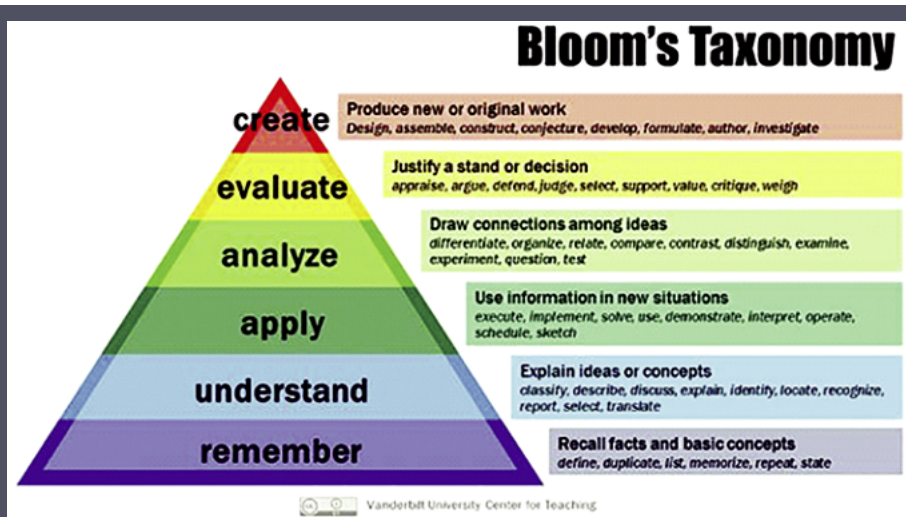 Bloom's Taxonomy
create
Produce new or original work
Design, assemble, construct, conjecture, develop, formulate, author, investigate
evaluate
Justify a stand or decision
appraise, argue, defend, judge, select, support, value, critique, weigh
analyze
Draw connections among ideas
differentiate, organize, relate, compare, contrast, distinguish, examine,
experiment, question, test
apply
Use information in new situations
execute, implement, solve, use, demonstrate, interpret, operate,
schedule, sketch
understand
Explain ideas or concepts
classify, describe, discuss, explain, identify, locate, recognize,
report, select, translate
remember
Recall facts and basic concepts
define, duplicate, list, memorize, repeat, state
Vanderbilt University Center for Teaching